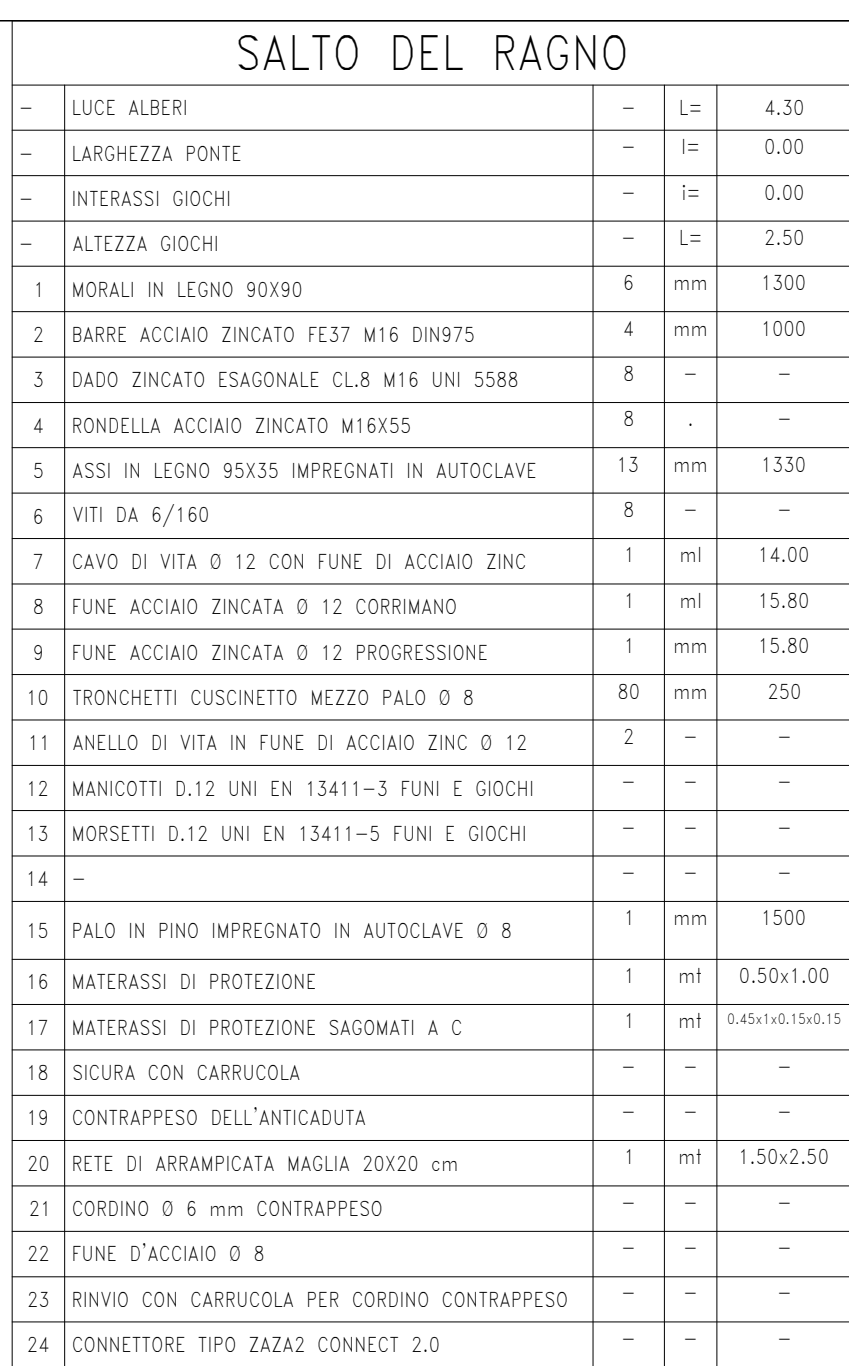 SALTO DEL RAGNO
- LUCE ALBERI - L= 4.30
- LARGHEZZA PONTE - l= 0.00
- INTERASSI GIOCHI - i= 0.00
- ALTEZZA GIOCHI - L= 2.50
1 MORALI IN LEGNO 90X90 6 mm 1300
2 BARRE ACCIAIO ZINCATO FE37 M16 DIN975 4 mm 1000
3 DADO ZINCATO ESAGONALE CL.8 M16 UNI 5588 8 - -
4 RONDELLA ACCIAIO ZINCATO M16X55 8 . -
5 ASSI IN LEGNO 95X35 IMPREGNATI IN AUTOCLAVE 13 mm 1330
6 VITI DA 6/160 8 - -
7 CAVO DI VITA Ø 12 CON FUNE DI ACCIAIO ZINC 1 ml 14.00
8 FUNE ACCIAIO ZINCATA Ø 12 CORRIMANO 1 ml 15.80
9 FUNE ACCIAIO ZINCATA Ø 12 PROGRESSIONE 1 mm 15.80
10 TRONCHETTI CUSCINETTO MEZZO PALO Ø 8 80 mm 250
11 ANELLO DI VITA IN FUNE DI ACCIAIO ZINC Ø 12 2 - -
12 MANICOTTI D.12 UNI EN 13411-3 FUNI E GIOCHI - - -
13 MORSETTI D.12 UNI EN 13411-5 FUNI E GIOCHI - - -
14 - - - -
15 PALO IN PINO IMPREGNATO IN AUTOCLAVE Ø 8 1 mm 1500
16 MATERASSI DI PROTEZIONE 1 mt 0.50x1.00
17 MATERASSI DI PROTEZIONE SAGOMATI A C 1 mt 0.45x1x0.15x0.15
18 SICURA CON CARRUCOLA - - -
19 CONTRAPPESO DELL'ANTICADUTA - - -
20 RETE DI ARRAMPICATA MAGLIA 20X20 cm 1 mt 1.50x2.50
21 CORDINO Ø 6 mm CONTRAPPESO - - -
22 FUNE D'ACCIAIO Ø 8 - - -
23 RINVIO CON CARRUCOLA PER CORDINO CONTRAPPESO - - -
24 CONNETTORE TIPO ZAZA2 CONNECT 2.0 - - -